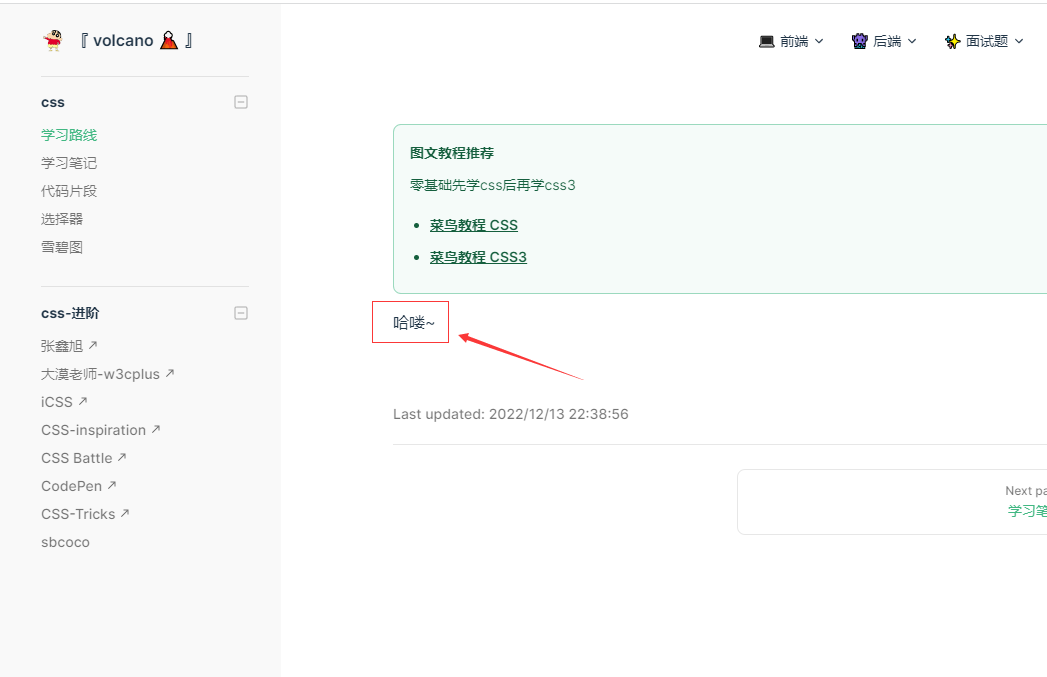 『 volcano 🌋 』
💻 前端
👾 后端
✨ 面试题
css
学习路线
学习笔记
代码片段
选择器
雪碧图
css-进阶
张鑫旭 ↗
大漠老师-w3cplus ↗
iCSS ↗
CSS-inspiration ↗
CSS Battle ↗
CodePen ↗
CSS-Tricks ↗
sbcoco
图文教程推荐
零基础先学css后再学css3
• 菜鸟教程 CSS
• 菜鸟教程 CSS3
哈喽~
Last updated: 2022/12/13 22:38:56
Next pa
学习笔